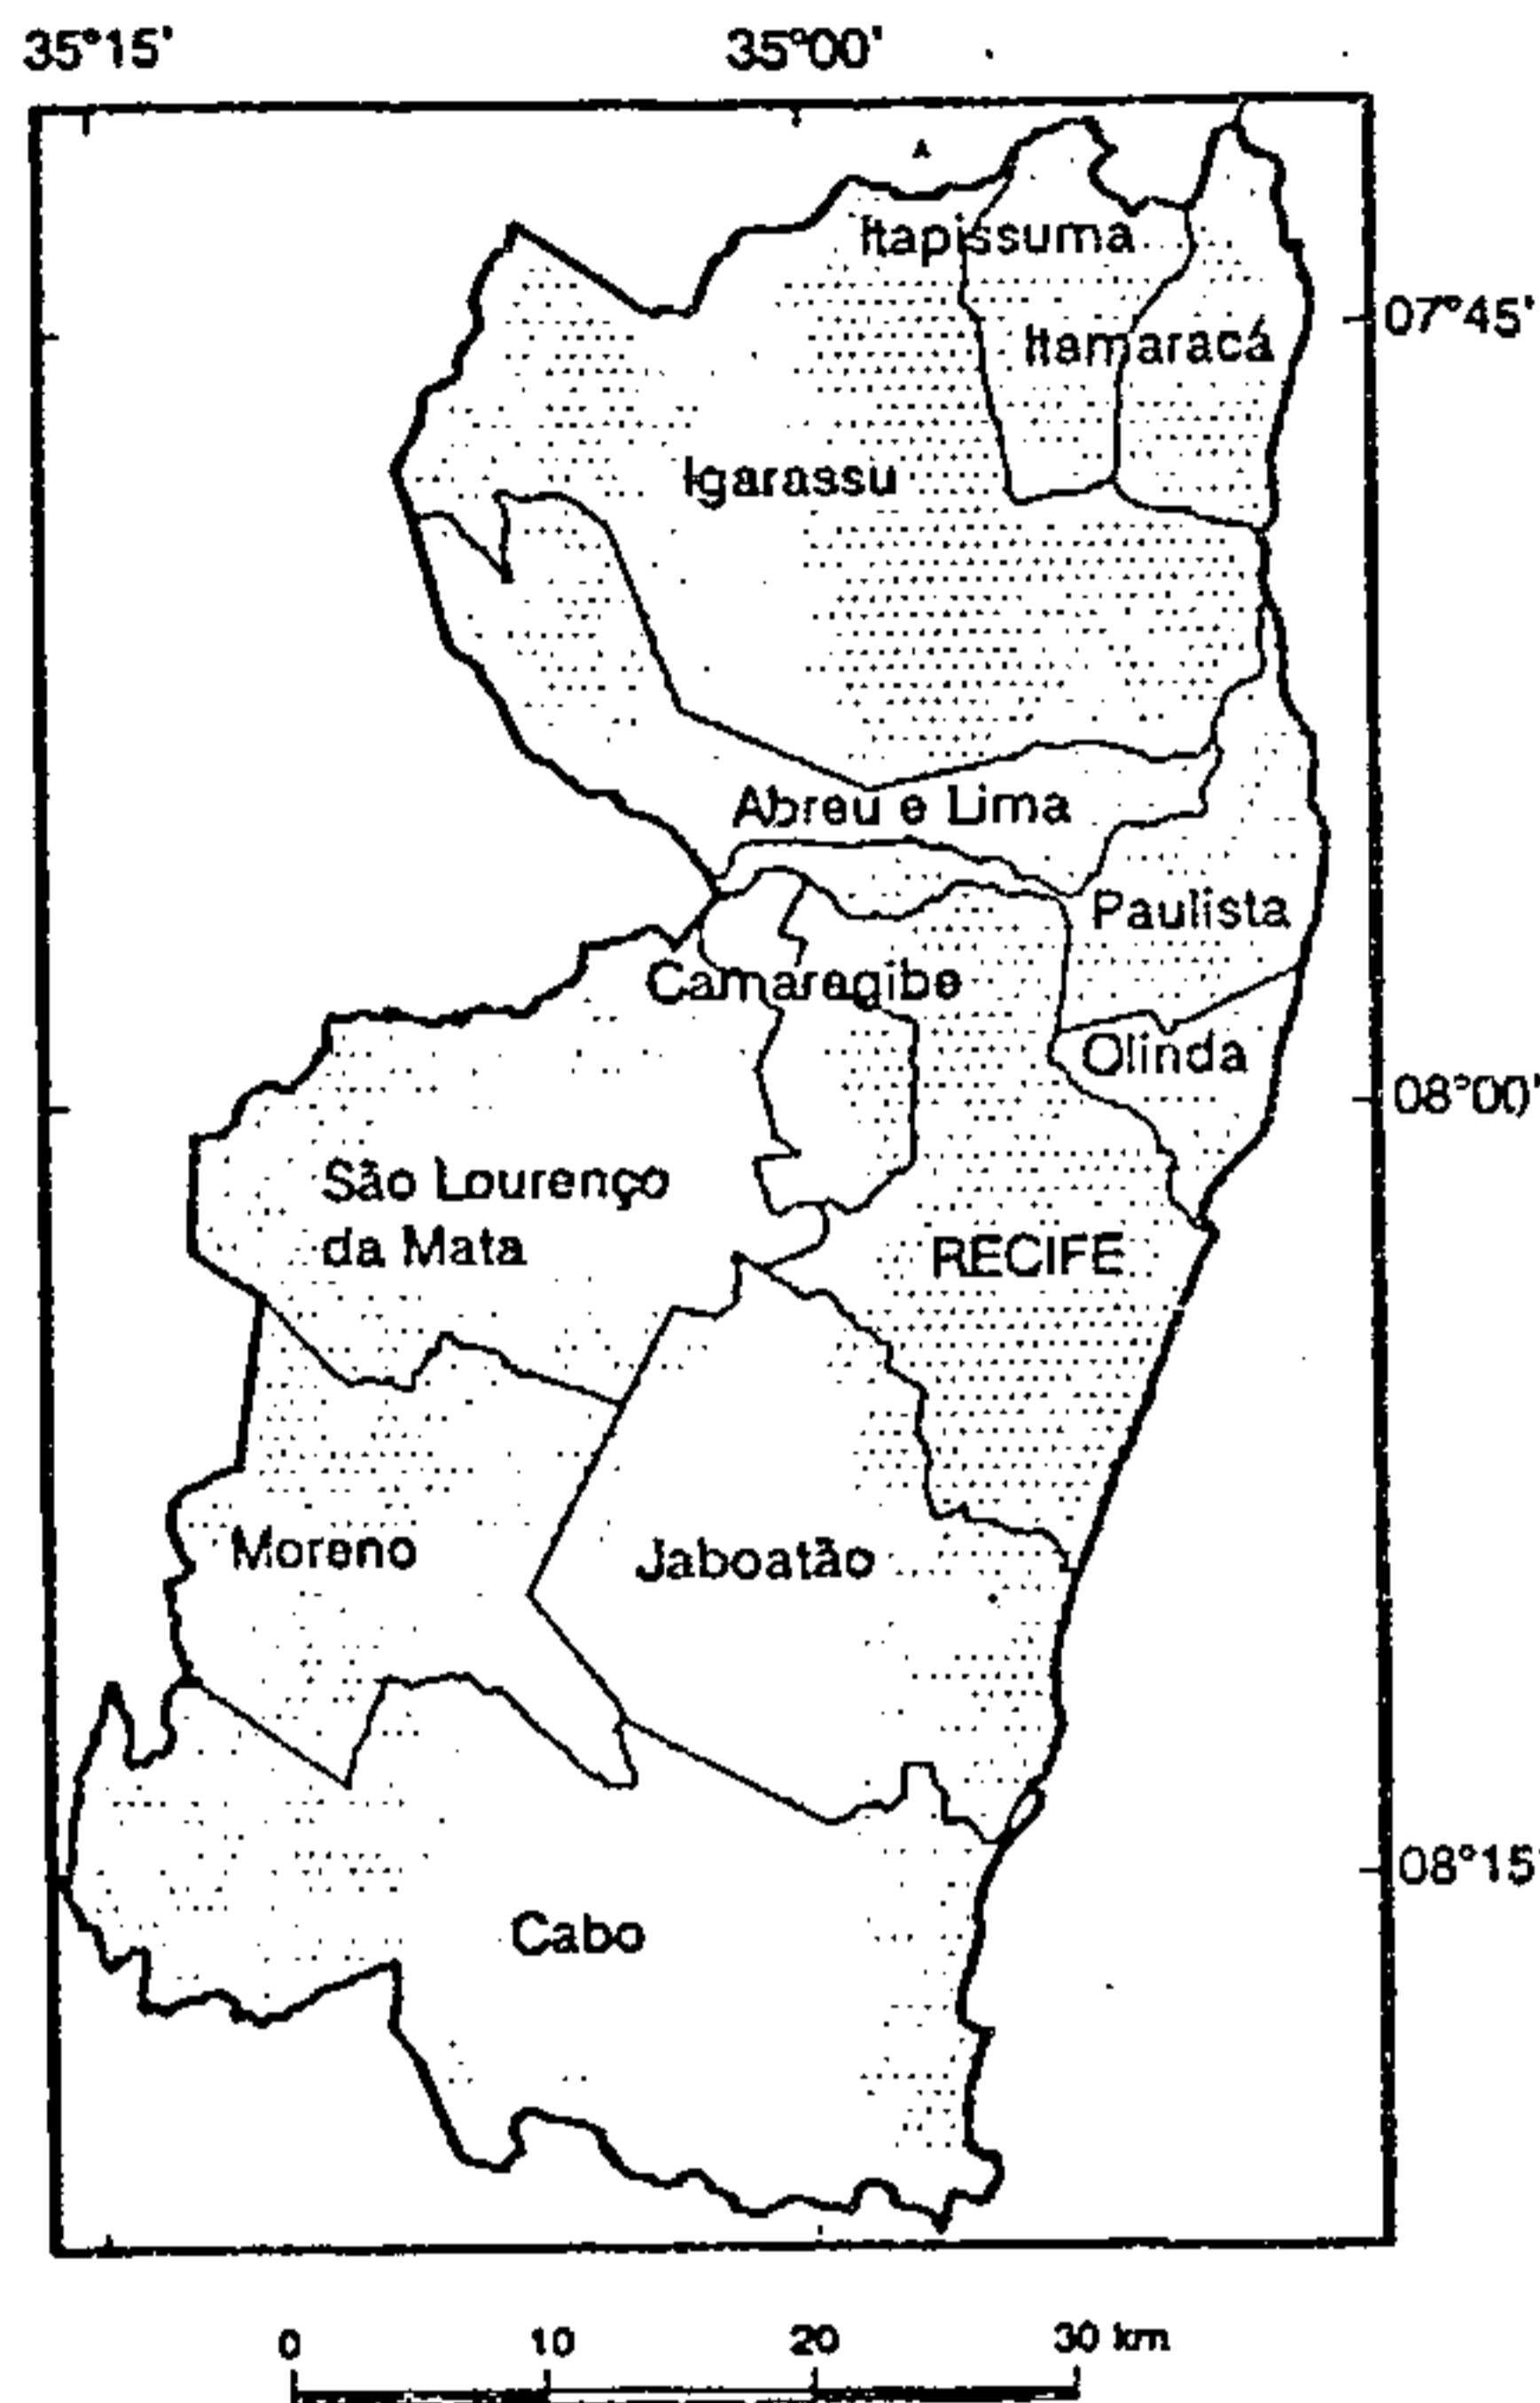 35°15' 35°00'
Itapissuma
07°45'
Itamaracá
Igarassu
Abreu e Lima
Paulista
Camaragibe
Olinda
08°00'
São Lourenço
da Mata
RECIFE
Moreno
Jaboatão
08°15'
Cabo
0 10 20 30 km